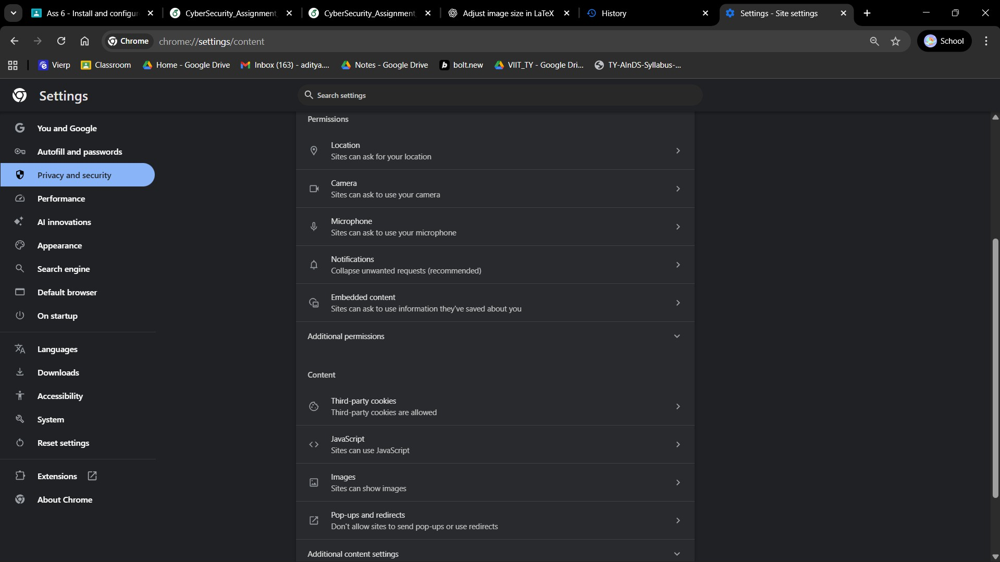 Ass 6 - Install and configur
CyberSecurity_Assignment
CyberSecurity_Assignment
Adjust image size in LaTeX
History
Settings - Site settings
Chrome
chrome://settings/content
School
Vierp
Classroom
Home - Google Drive
Inbox (163) - aditya....
Notes - Google Drive
bolt.new
VIIT_TY - Google Dri...
TY-AInDS-Syllabus-...
Settings
Search settings
You and Google
Autofill and passwords
Privacy and security
Performance
AI innovations
Appearance
Search engine
Default browser
On startup
Languages
Downloads
Accessibility
System
Reset settings
Extensions
About Chrome
Permissions
Location
Sites can ask for your location
Camera
Sites can ask to use your camera
Microphone
Sites can ask to use your microphone
Notifications
Collapse unwanted requests (recommended)
Embedded content
Sites can ask to use information they've saved about you
Additional permissions
Content
Third-party cookies
Third-party cookies are allowed
JavaScript
Sites can use JavaScript
Images
Sites can show images
Pop-ups and redirects
Don't allow sites to send pop-ups or use redirects
Additional content settings